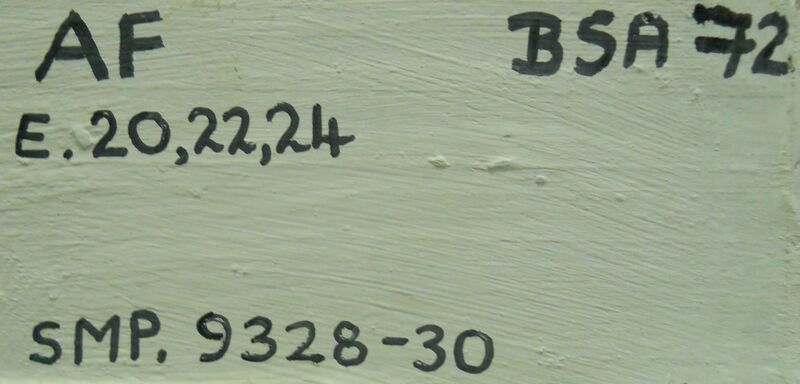 AF BSA 72
E. 20,22,24
SMP. 9328-30